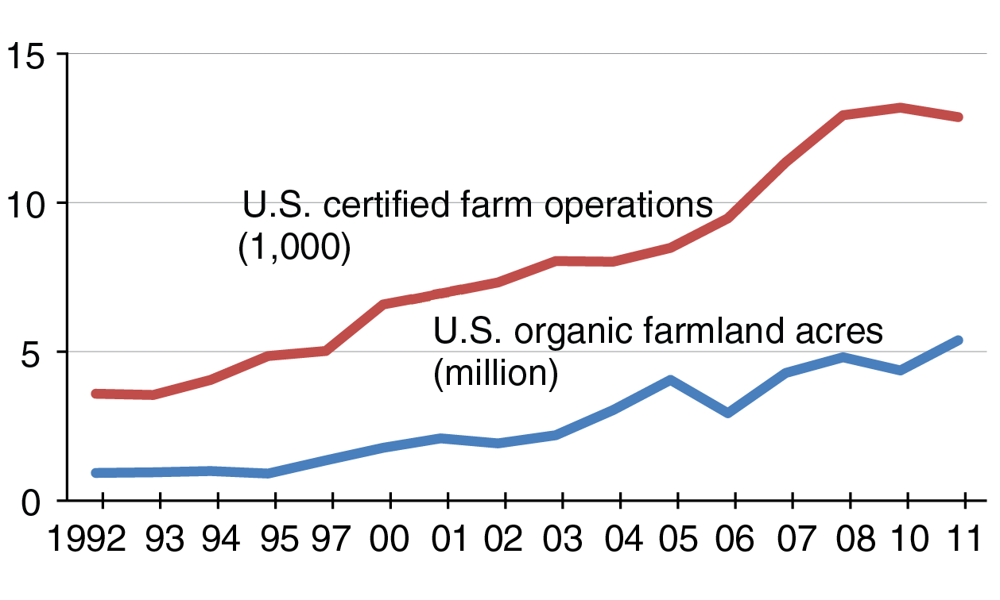 15
10
U.S. certified farm operations
(1,000)
U.S. organic farmland acres
5
(million)
0
1992 93 94 95 97 00 01 02 03 04 05 06 07 08 10 11